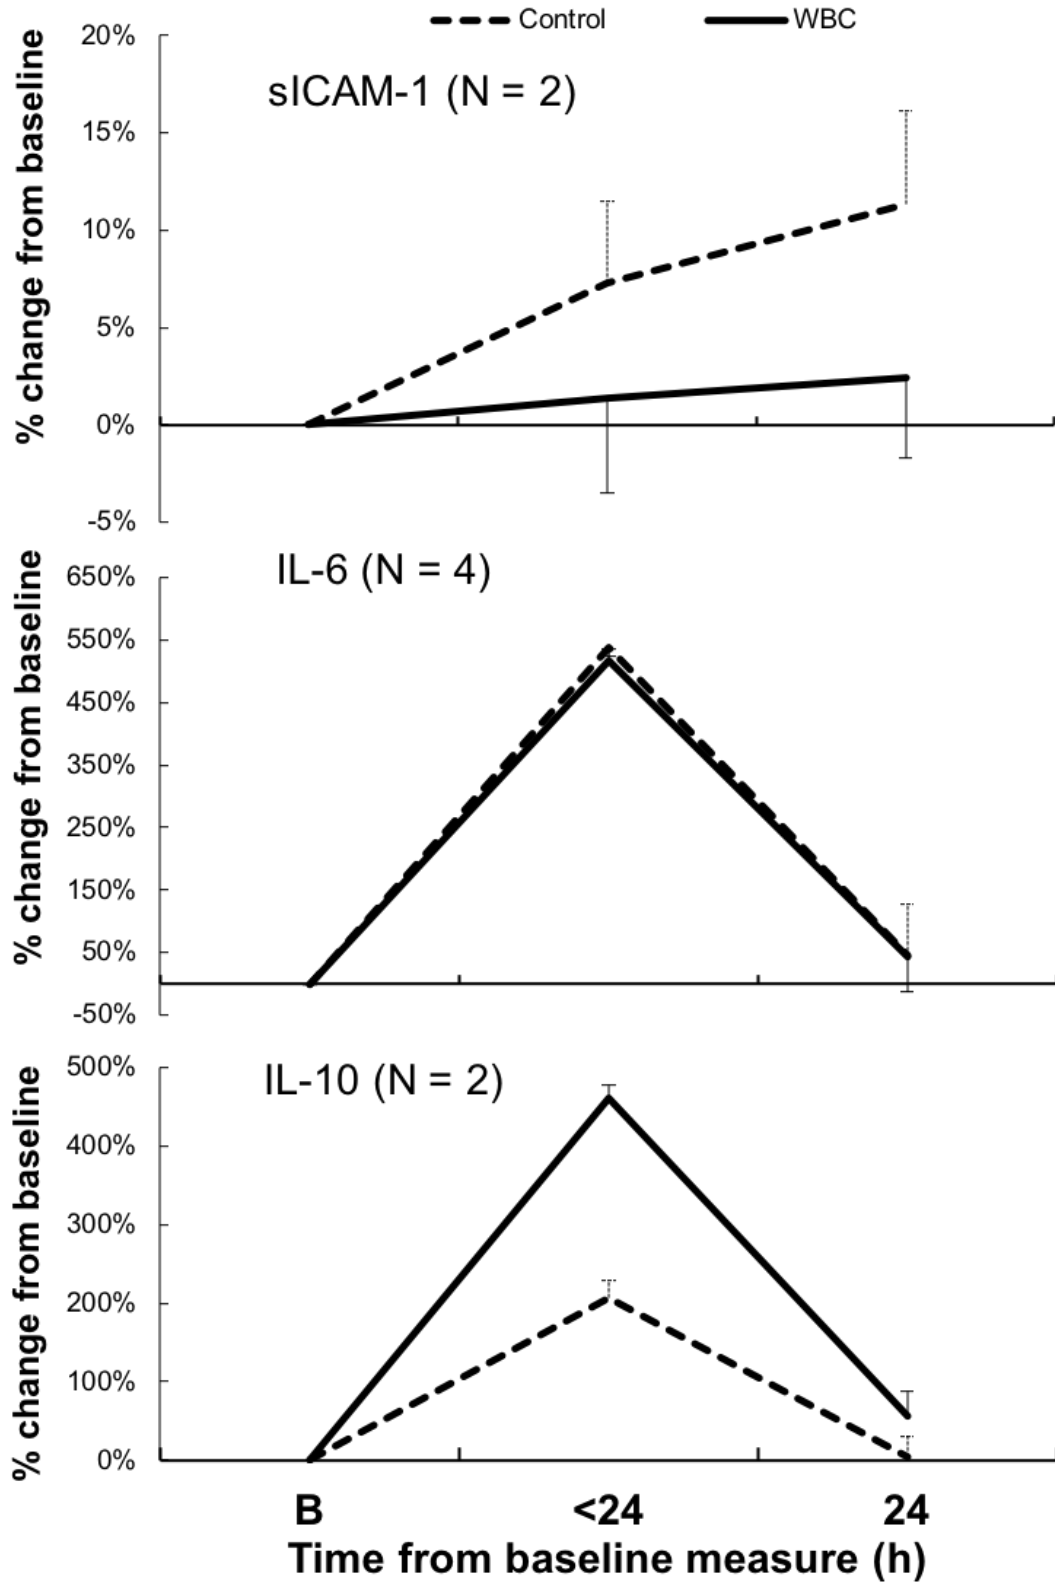 Control WBC
% change from baseline
20%
sICAM-1 (N = 2)
15%
10%
5%
0%
-5%
% change from baseline
IL-6 (N = 4)
650%
550%
450%
350%
250%
150%
50%
-50%
% change from baseline
IL-10 (N = 2)
500%
400%
300%
200%
100%
0%
B <24 24
Time from baseline measure (h)